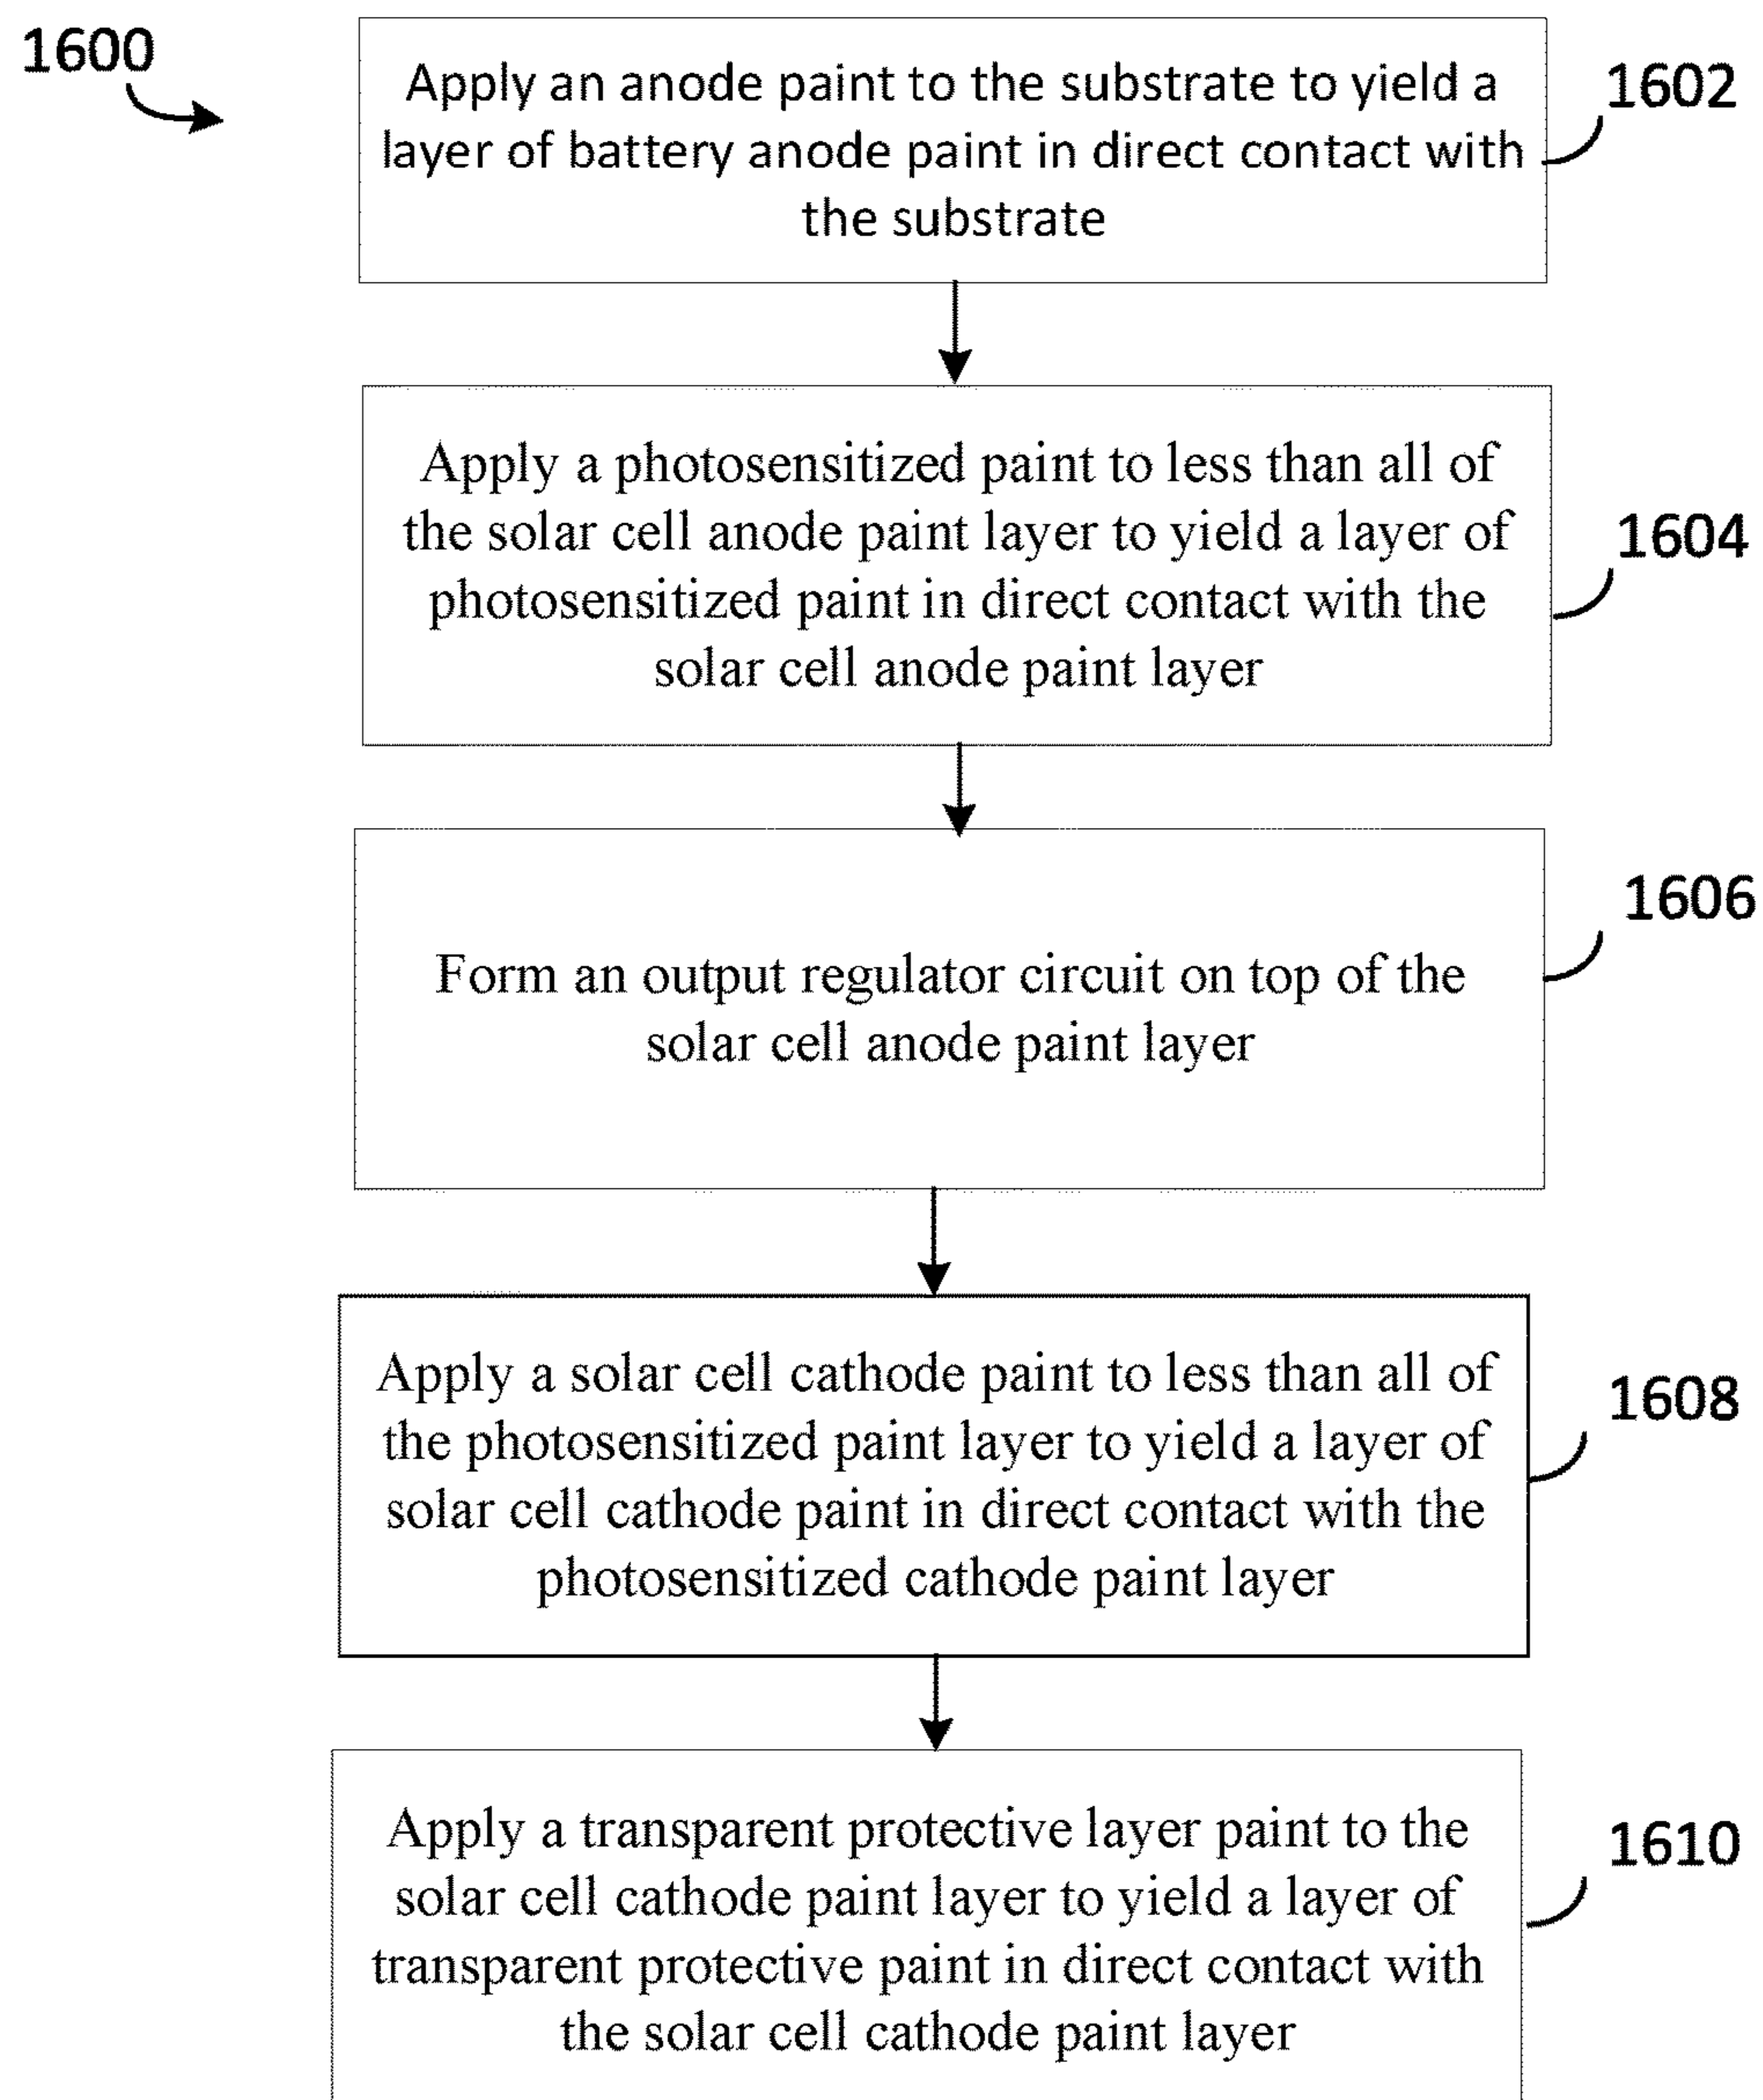 1600
Apply an anode paint to the substrate to yield a
layer of battery anode paint in direct contact with
the substrate
1602
Apply a photosensitized paint to less than all of
the solar cell anode paint layer to yield a layer of
photosensitized paint in direct contact with the
solar cell anode paint layer
1604
Form an output regulator circuit on top of the
solar cell anode paint layer
1606
Apply a solar cell cathode paint to less than all of
the photosensitized paint layer to yield a layer of
solar cell cathode paint in direct contact with the
photosensitized cathode paint layer
1608
Apply a transparent protective layer paint to the
solar cell cathode paint layer to yield a layer of
transparent protective paint in direct contact with
the solar cell cathode paint layer
1610